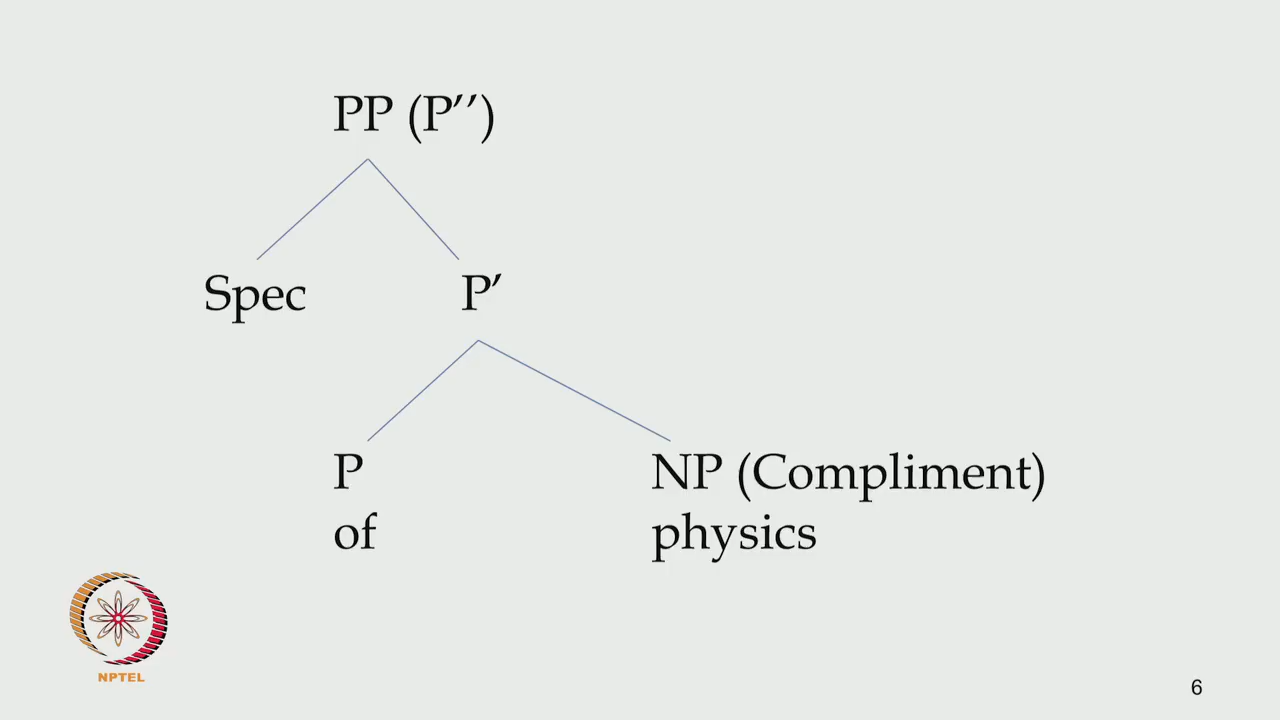 PP (P’’)
Spec P’
P NP (Compliment)
of physics
NPTEL
6